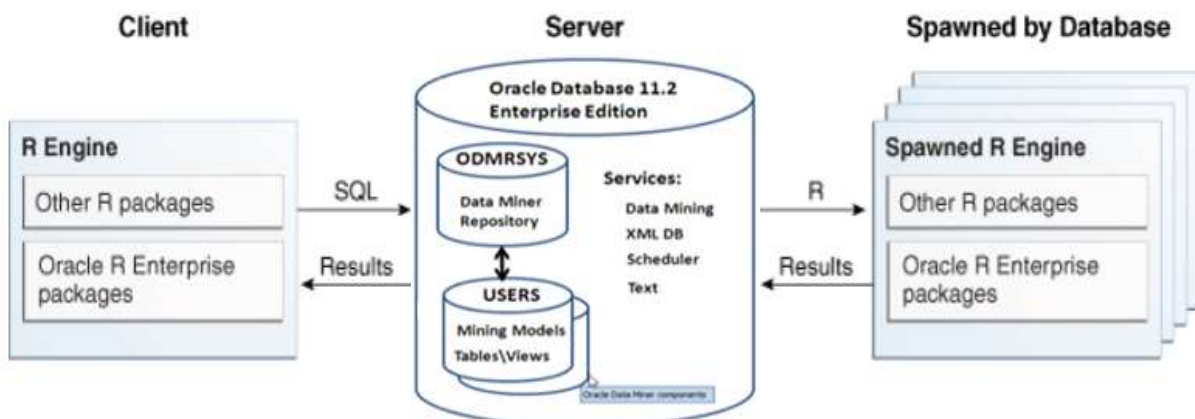 Client
Server
Spawned by Database
R Engine
Other R packages
Oracle R Enterprise
packages
SQL
Results
Oracle Database 11.2
Enterprise Edition
ODMRSYS
Data Miner
Repository
USERS
Mining Models
Tables\Views
Services:
Data Mining
XML DB
Scheduler
Text
Oracle Data Miner components
R
Results
Spawned R Engine
Other R packages
Oracle R Enterprise
packages